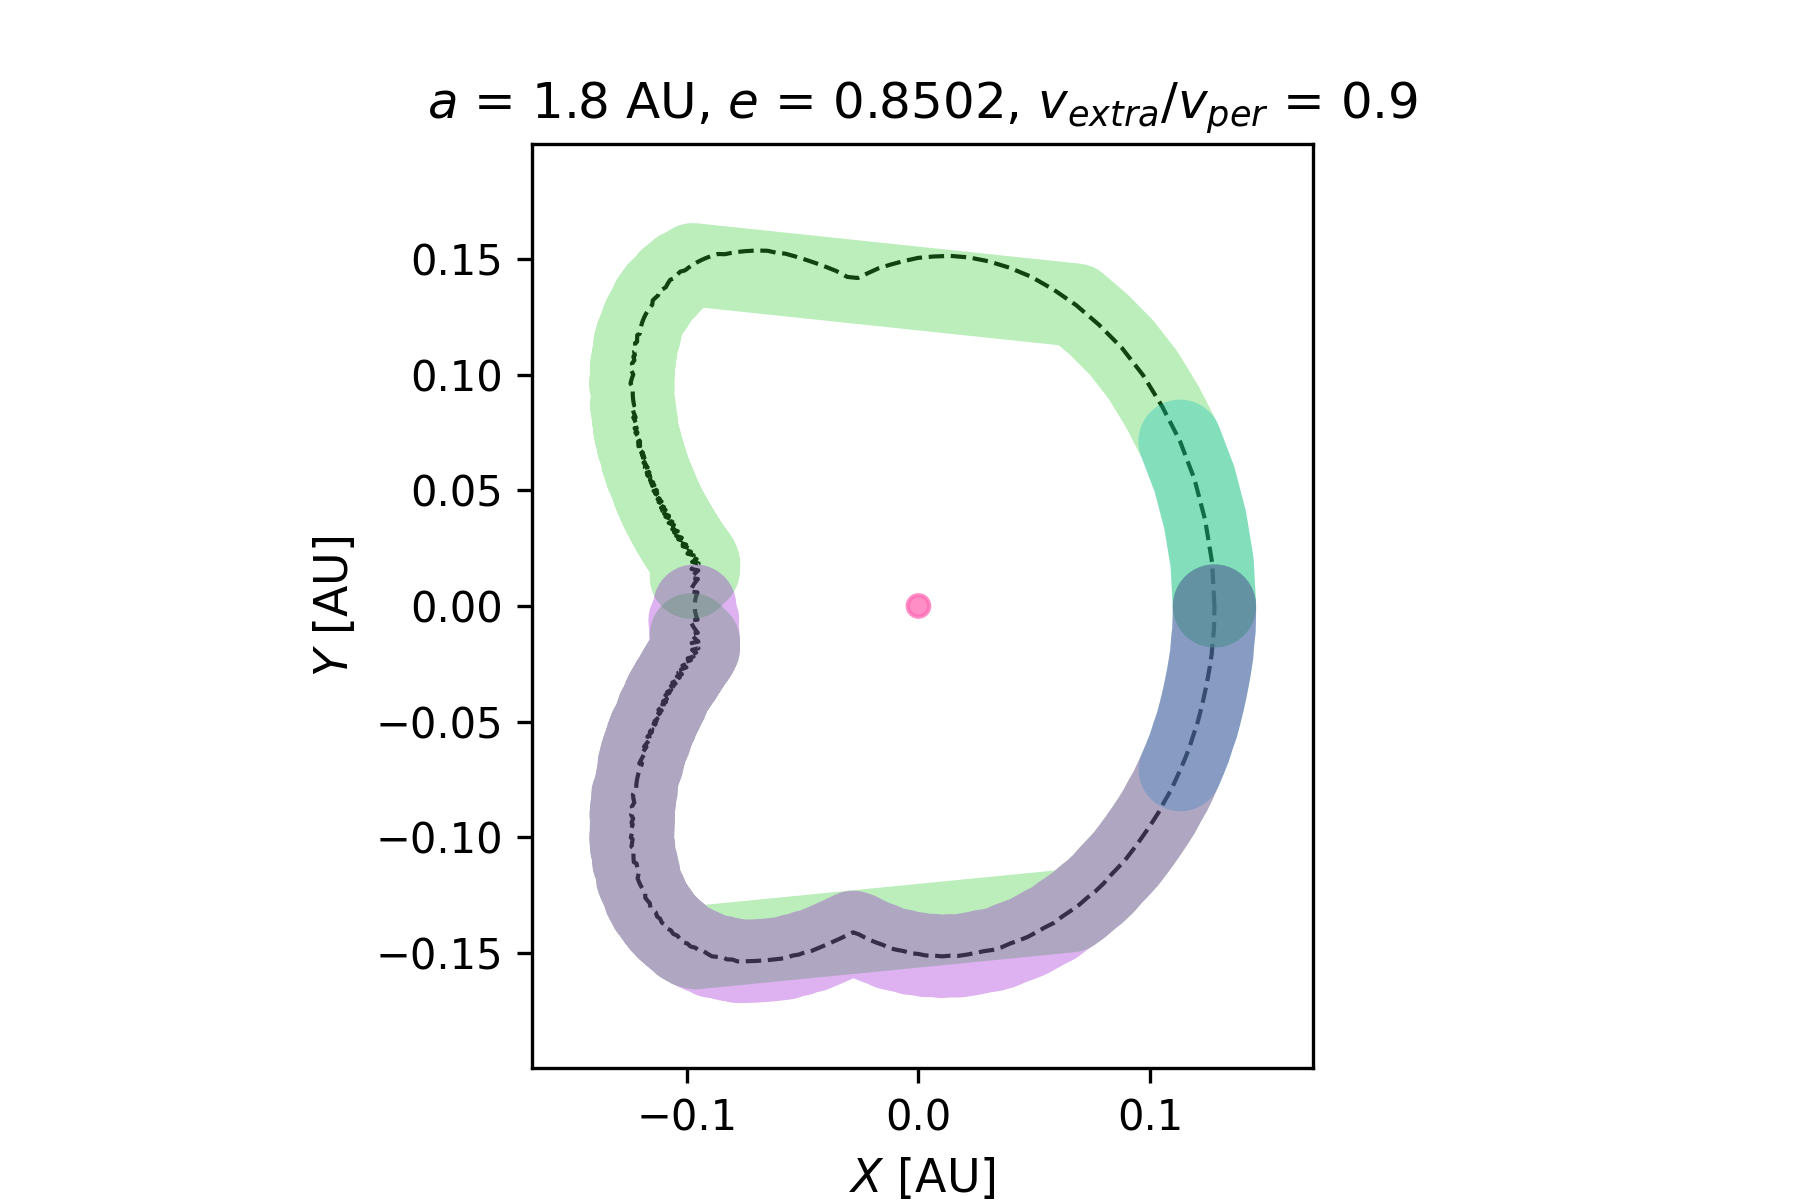 a = 1.8 AU, e = 0.8502, v_extra/v_per = 0.9
0.15
0.10
0.05
0.00
−0.05
−0.10
−0.15
Y [AU]
−0.1 0.0 0.1
X [AU]